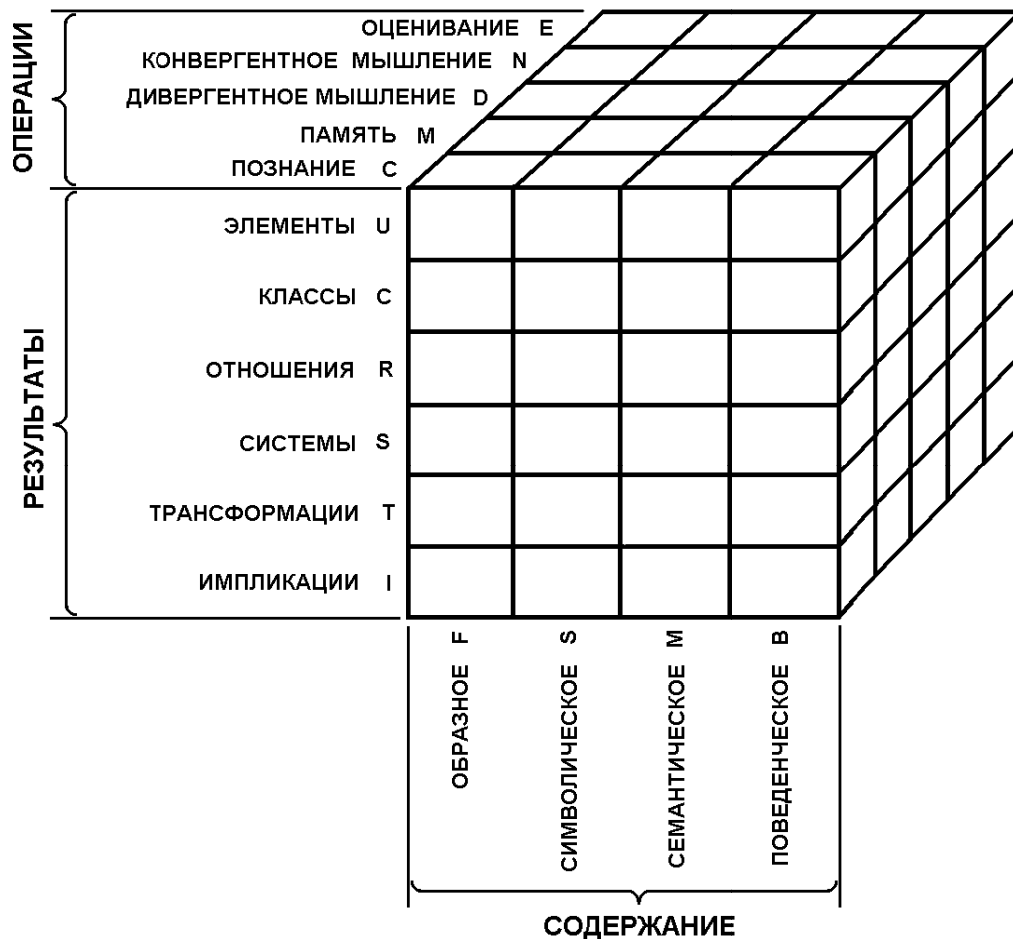 ОПЕРАЦИИ
ОЦЕНИВАНИЕ E
КОНВЕРГЕНТНОЕ МЫШЛЕНИЕ N
ДИВЕРГЕНТНОЕ МЫШЛЕНИЕ D
ПАМЯТЬ M
ПОЗНАНИЕ C
РЕЗУЛЬТАТЫ
ЭЛЕМЕНТЫ U
КЛАССЫ C
ОТНОШЕНИЯ R
СИСТЕМЫ S
ТРАНСФОРМАЦИИ T
ИМПЛИКАЦИИ I
ОБРАЗНОЕ F
СИМВОЛИЧЕСКОЕ S
СЕМАНТИЧЕСКОЕ M
ПОВЕДЕНЧЕСКОЕ B
СОДЕРЖАНИЕ